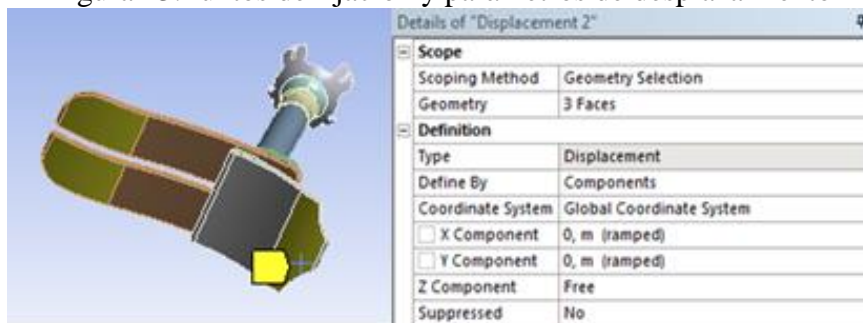 Details of "Displacement 2"
Scope
Scoping Method Geometry Selection
Geometry 3 Faces
Definition
Type Displacement
Define By Components
Coordinate System Global Coordinate System
X Component 0, m (ramped)
Y Component 0, m (ramped)
Z Component Free
Suppressed No